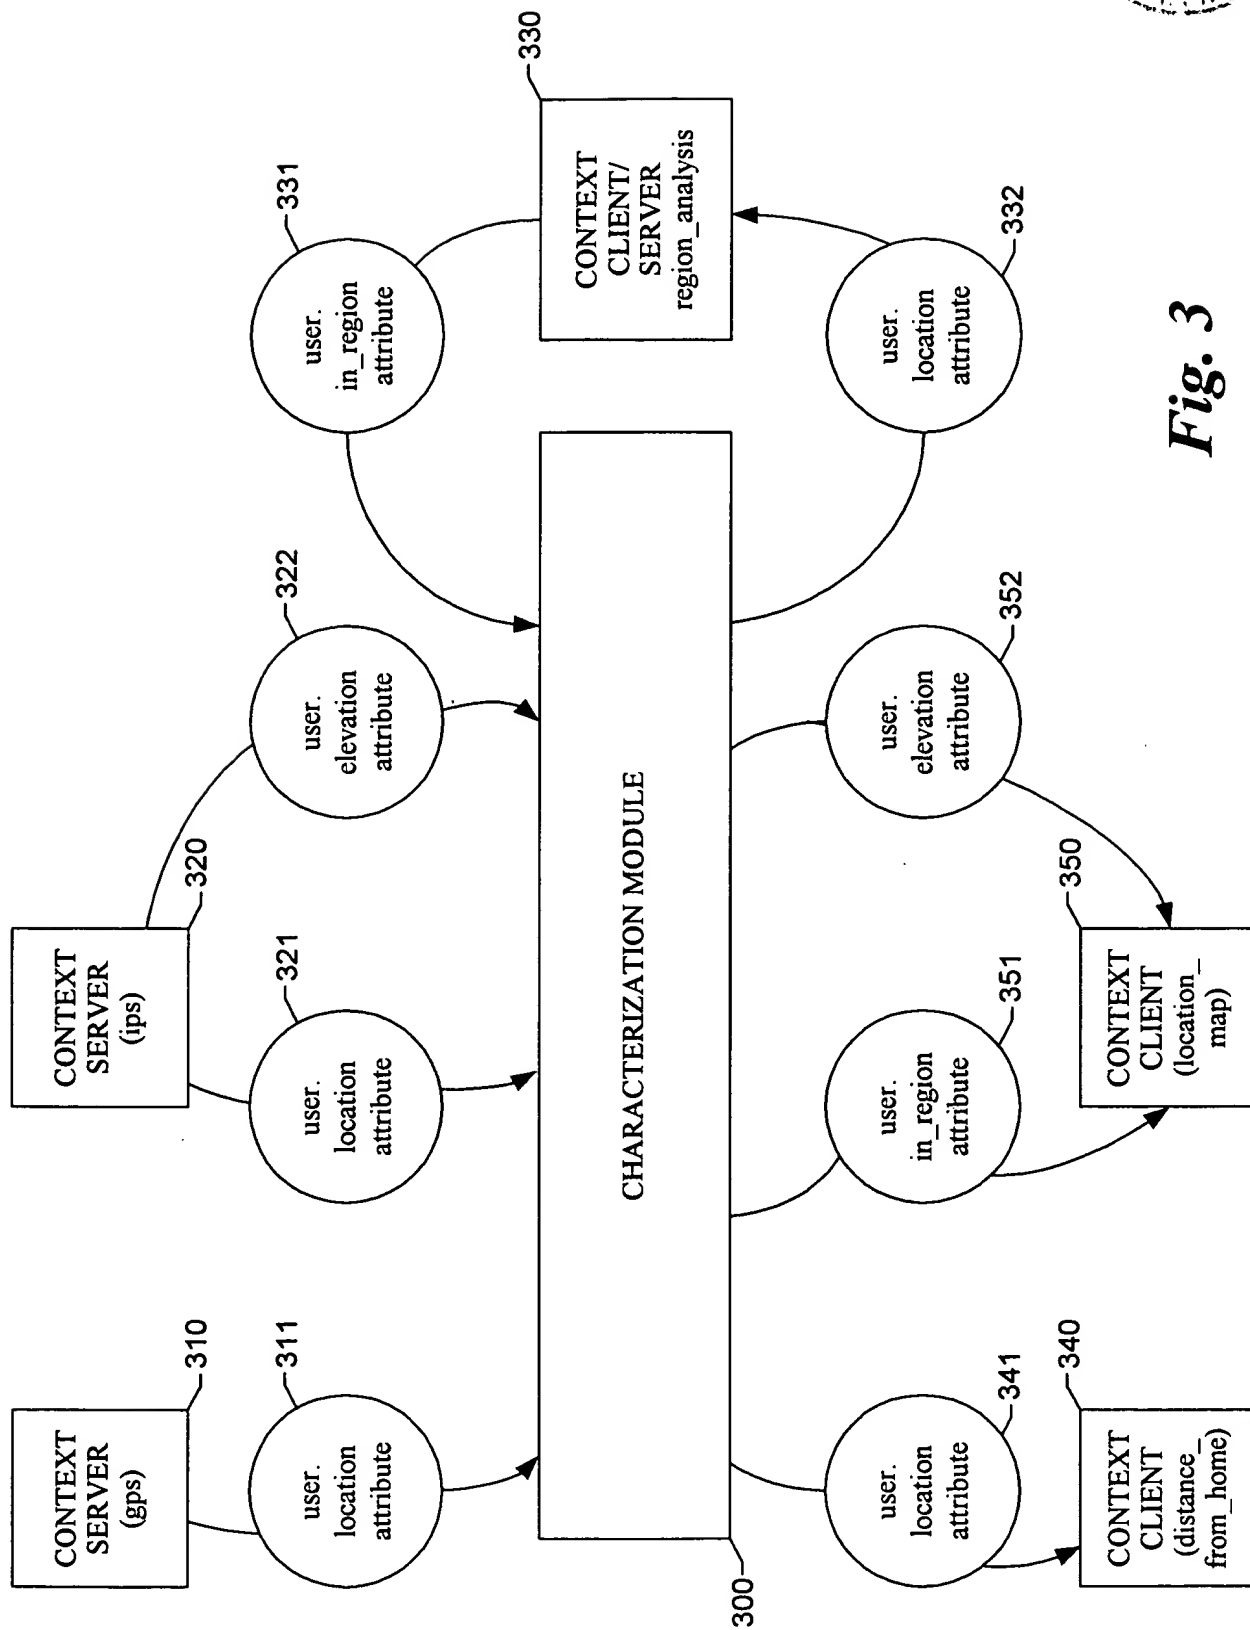 CONTEXT
SERVER
(gps)
310
311
user.
location
attribute
CONTEXT
SERVER
(ips)
320
321
user.
location
attribute
322
user.
elevation
attribute
331
user.
in_region
attribute
330
CONTEXT
CLIENT/
SERVER
region_analysis
CHARACTERIZATION MODULE
300
user.
location
attribute
341
340
CONTEXT
CLIENT
(distance_
from_home)
user.
in_region
attribute
351
350
CONTEXT
CLIENT
(location_
map)
user.
elevation
attribute
352
user.
location
attribute
332
Fig. 3